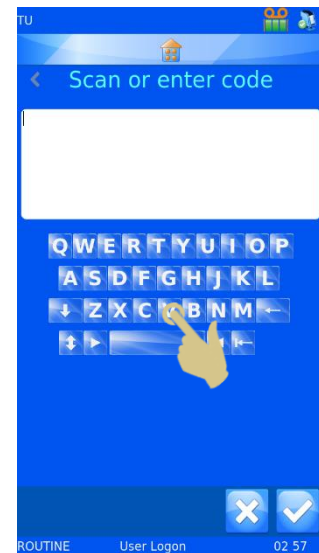 TU
Scan or enter code
Q W E R T Y U I O P
A S D F G H J K L
Z X C V B N M
ROUTINE User Logon 02 57